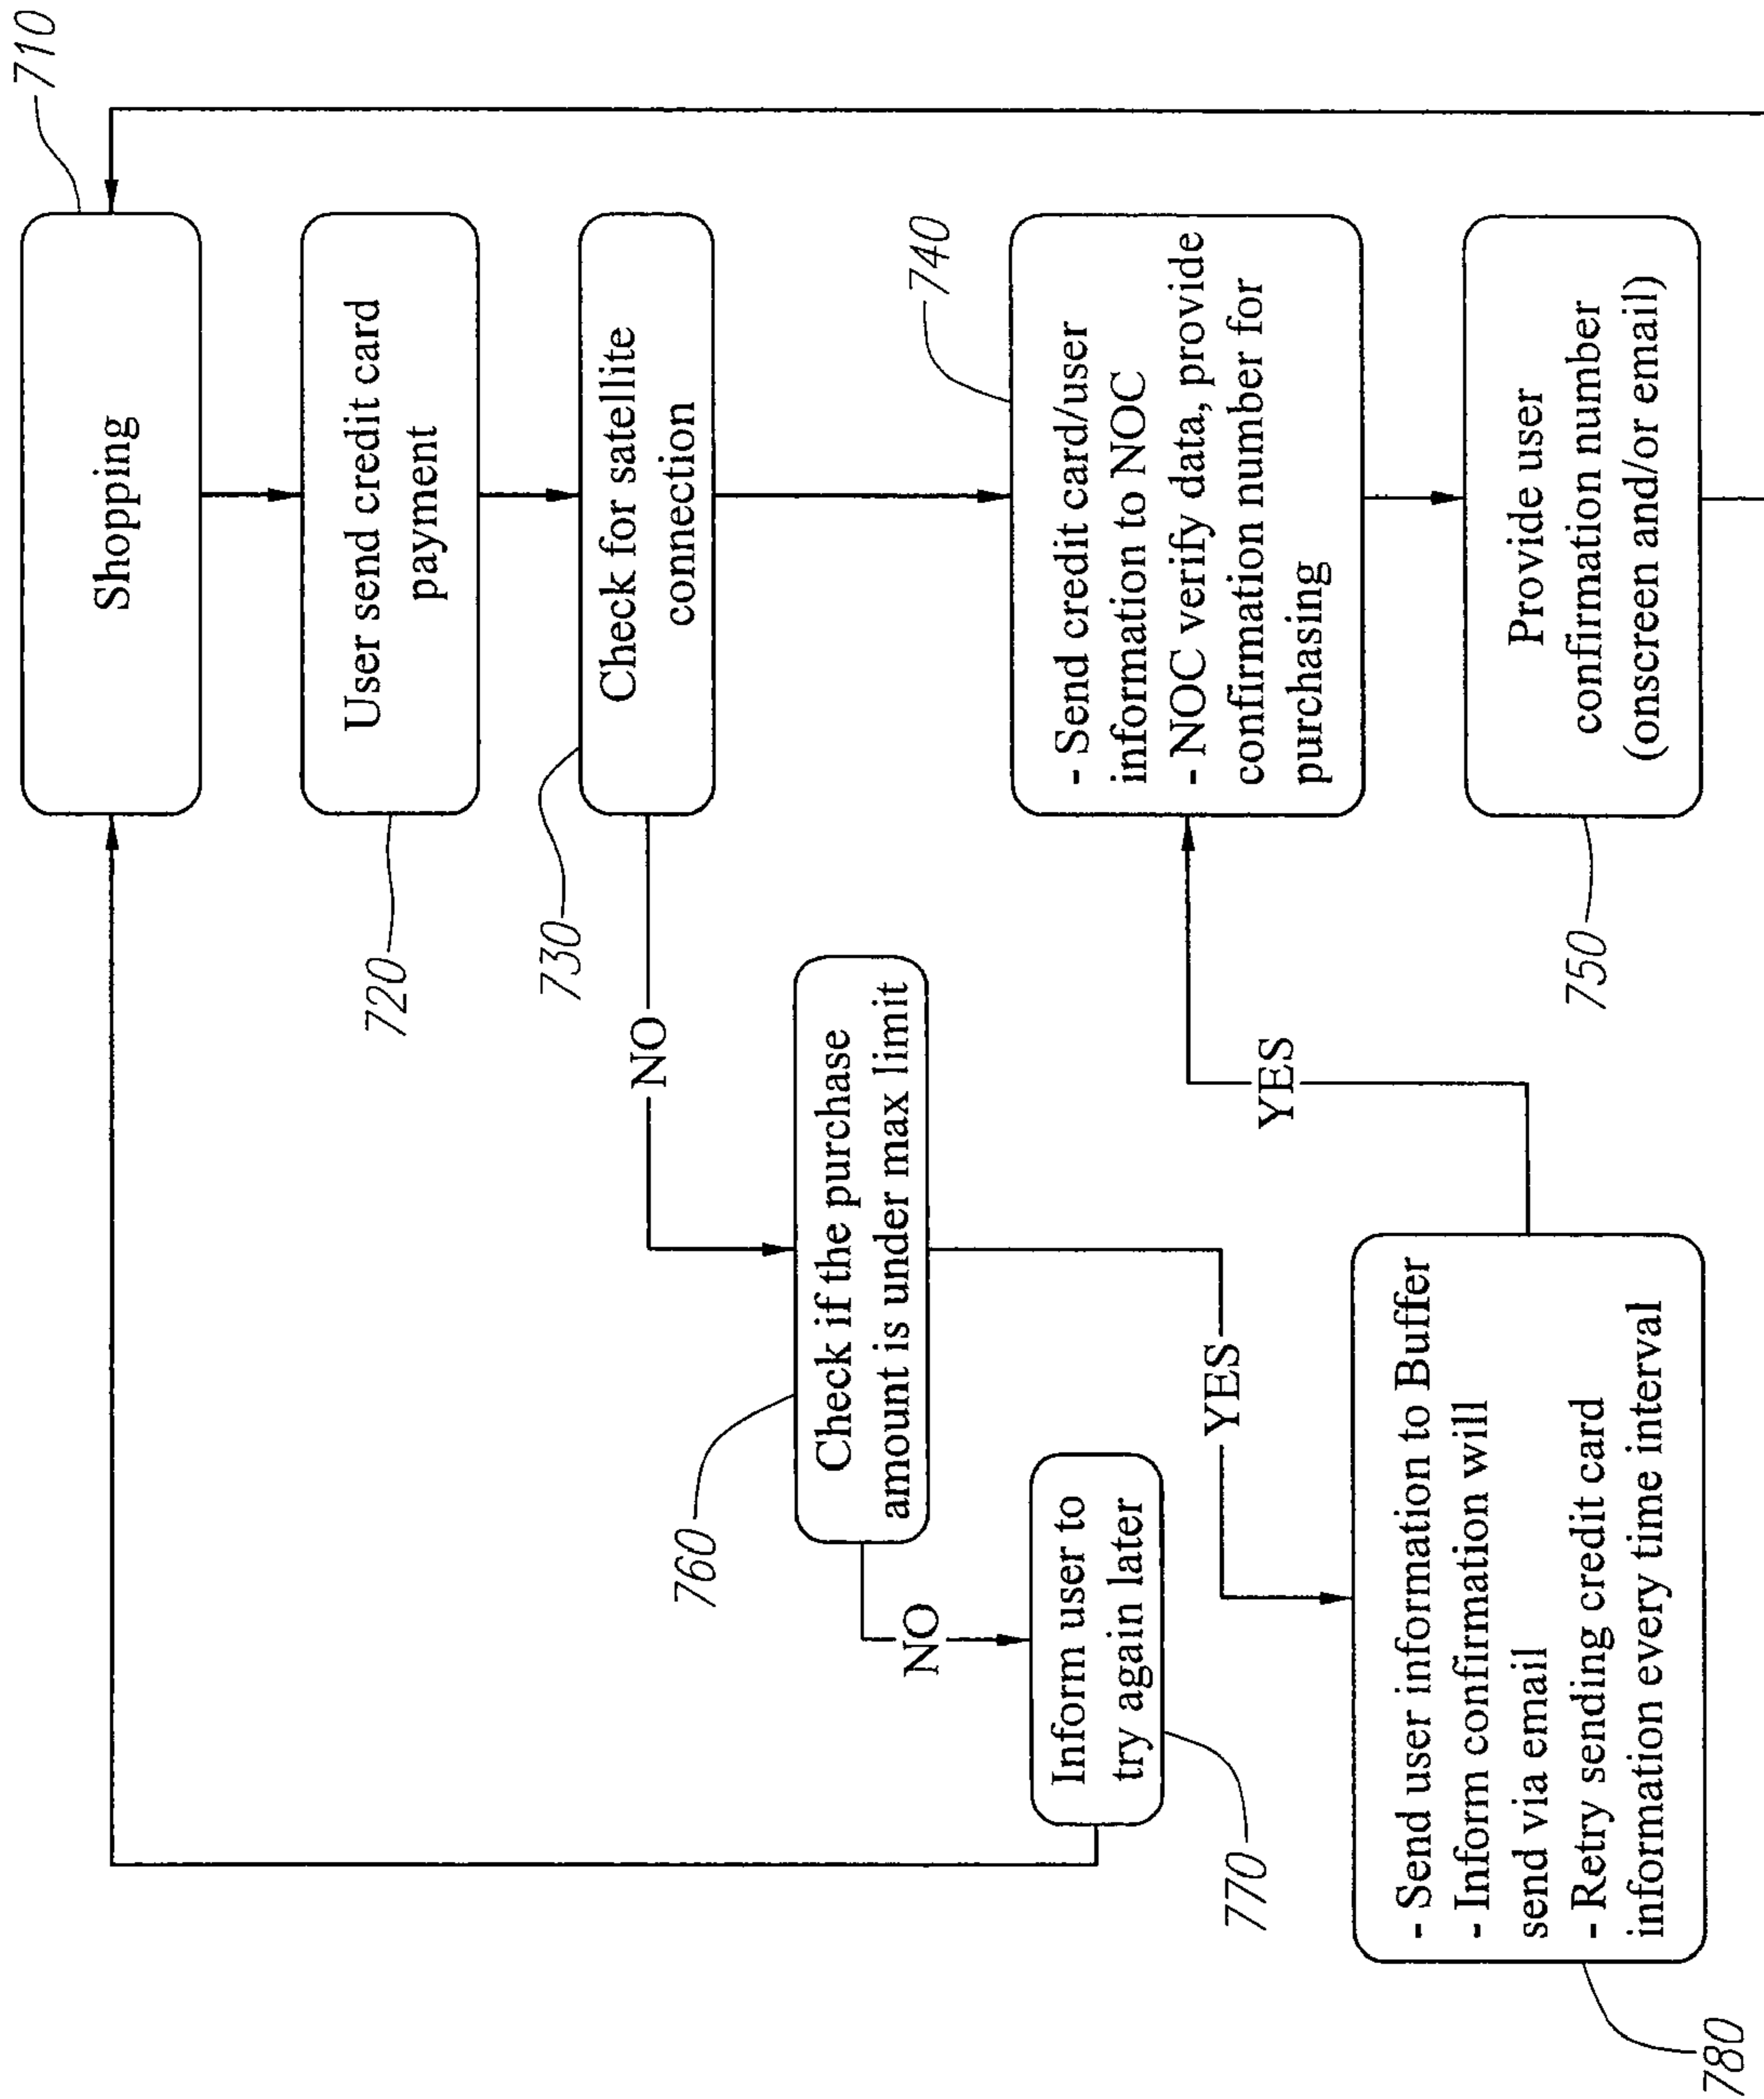 710
Shopping
User send credit card
payment
720
Check for satellite
connection
730
NO
- Send credit card/user
information to NOC
- NOC verify data, provide
confirmation number for
purchasing
740
Provide user
confirmation number
(onscreen and/or email)
750
Check if the purchase
amount is under max limit
760
NO
YES
Inform user to
try again later
770
- Send user information to Buffer
- Inform confirmation will
send via email
- Retry sending credit card
information every time interval
780
YES